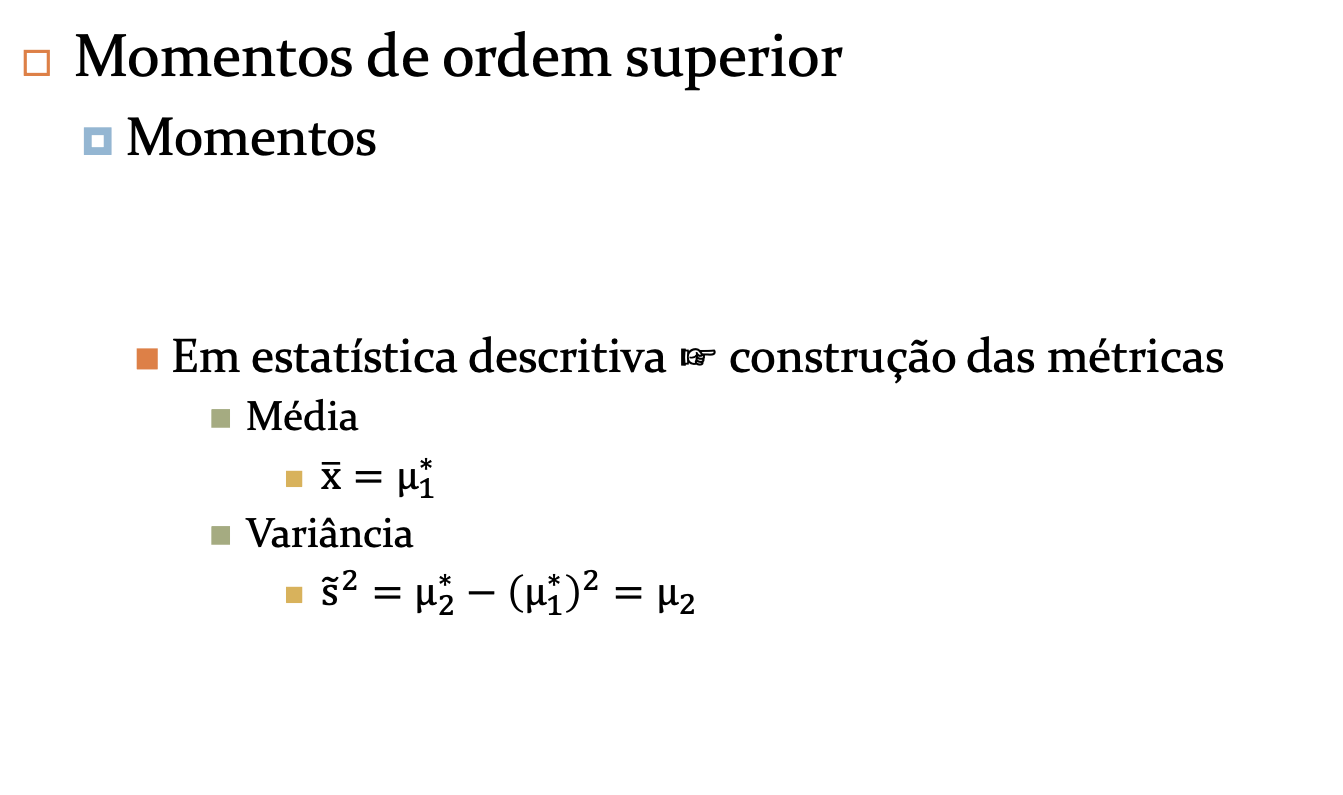 Momentos de ordem superior
Momentos
Em estatística descritiva ☞ construção das métricas
Média
x̄ = μ₁*
Variância
s̃² = μ₂* − (μ₁*)² = μ₂